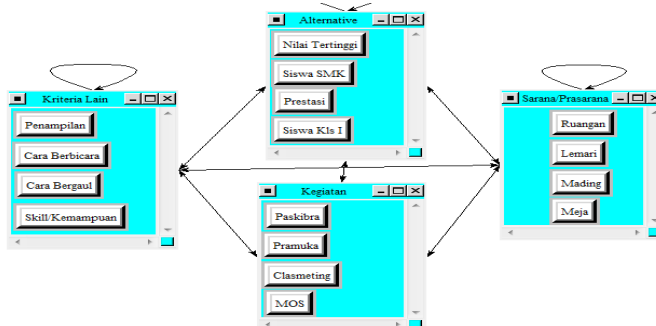 Alternative
Nilai Tertinggi
Siswa SMK
Prestasi
Siswa Kls I
Kriteria Lain
Penampilan
Cara Berbicara
Cara Bergaul
Skill/Kemampuan
Sarana/Prasarana
Ruangan
Lemari
Mading
Meja
Kegiatan
Paskibra
Pramuka
Clasmeting
MOS